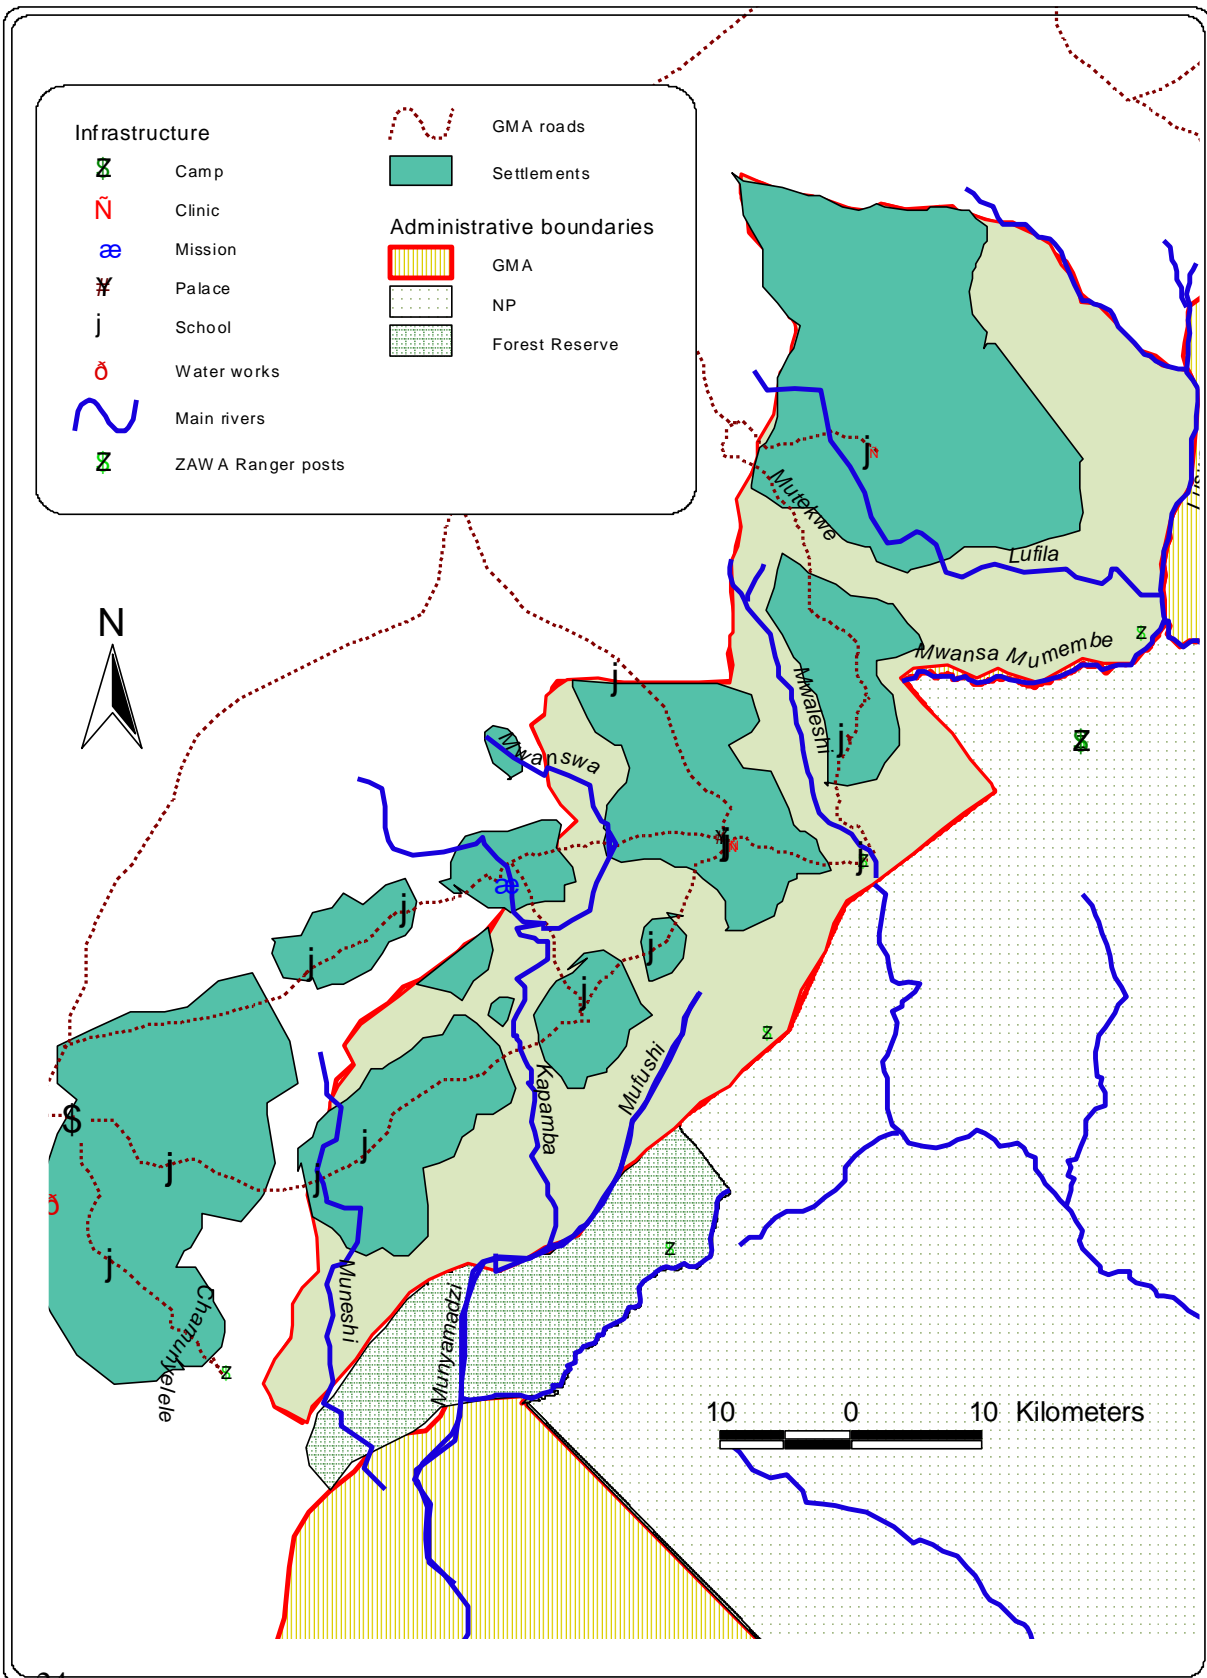 Infrastructure
Camp
Ñ Clinic
æ Mission
¥ Palace
j School
ð Water works
Main rivers
ZAWA Ranger posts
GMA roads
Settlements
Administrative boundaries
GMA
NP
Forest Reserve
N
Mutekwe
Lufila
Mwansa Mumembe
Mwaleshi
Mwanswa
Kapamba
Mufushi
Muneshi
Munyamadzi
Chamunyelele
$
10 0 10 Kilometers